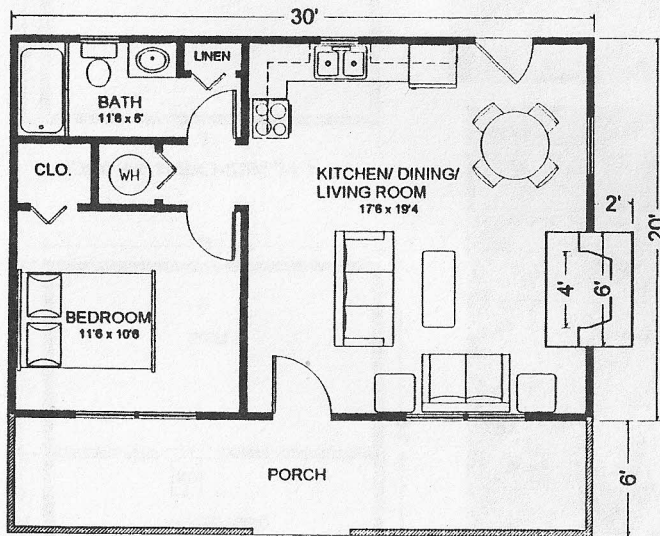 30'
LINEN
BATH
11'6 x 5'
CLO.
WH
KITCHEN/ DINING/
LIVING ROOM
17'6 x 19'4
2'
20'
4'
6'
BEDROOM
11'6 x 10'6
PORCH
6'